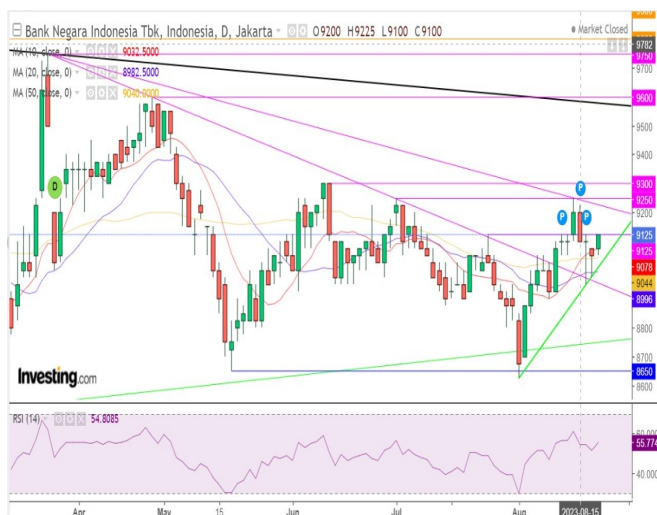 Bank Negara Indonesia Tbk, Indonesia, D, Jakarta O9200 H9225 L9100 C9100
Market Closed
MA (10, close, 0) 9032.5000
MA (20, close, 0) 8982.5000
MA (50, close, 0) 9040.0000
9800
9782
9750
9700
9600
9500
9400
9300
9250
9200
9125
9125
9078
9044
8996
8800
8700
8650
8600
D
P
P
P
Investing.com
RSI (14) 54.8085
60.000
55.774
40.000
Apr May Jun Jul Aug 2023-08-15